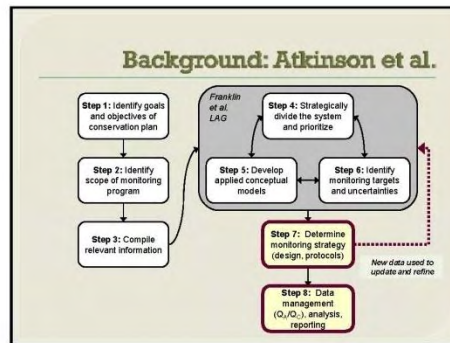 Background: Atkinson et al.
Step 1: Identify goals
and objectives of
conservation plan
Step 2: Identify
scope of monitoring
program
Step 3: Compile
relevant information
Franklin
et al.
LAG
Step 4: Strategically
divide the system
and prioritize
Step 5: Develop
applied conceptual
models
Step 6: Identify
monitoring targets
and uncertainties
Step 7: Determine
monitoring strategy
(design, protocols)
New data used to
update and refine
Step 8: Data
management
(QA/QC), analysis,
reporting